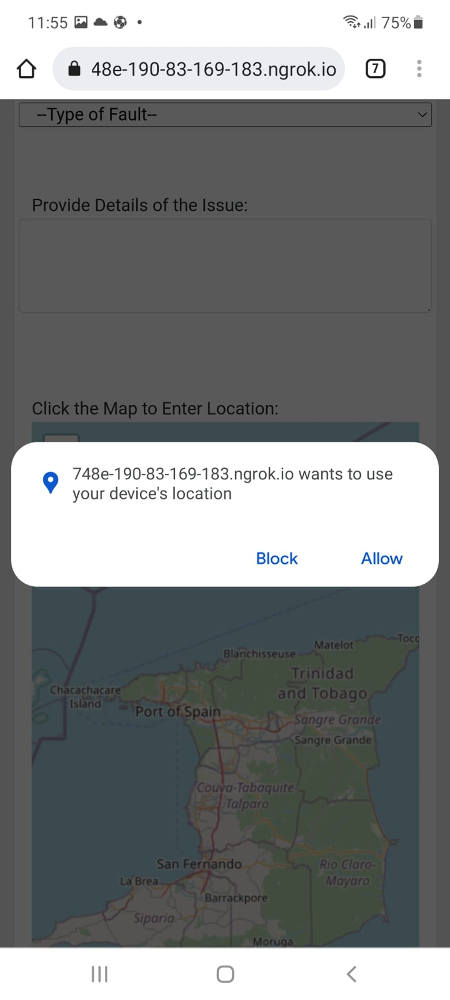 11:55
75%
48e-190-83-169-183.ngrok.io
7
--Type of Fault--
Provide Details of the Issue:
Click the Map to Enter Location:
748e-190-83-169-183.ngrok.io wants to use
your device's location
Block
Allow
Toco
Matelot
Blanchisseuse
Trinidad
and Tobago
Chacachacare
Island
Port of Spain
Sangre Grande
Sangre Grande
Couva-Tabaquite-
Talparo
San Fernando
Rio Claro-
Mayaro
La Brea
Barrackpore
Siparia
Moruga